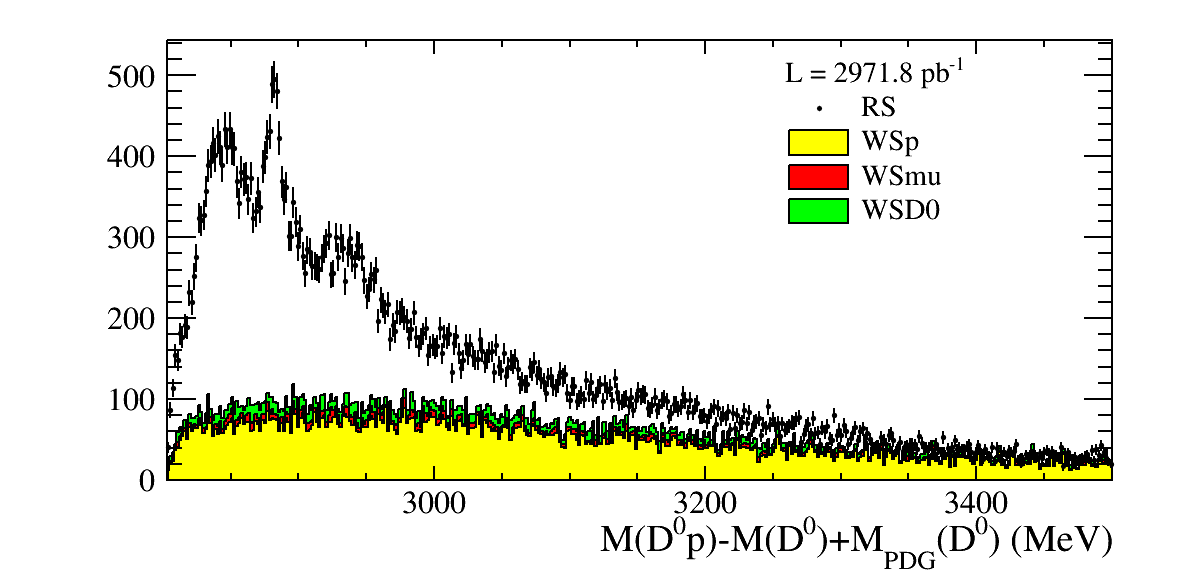 500
400
300
200
100
0
L = 2971.8 pb⁻¹
RS
WSp
WSmu
WSD0
3000 3200 3400
M(D⁰p)-M(D⁰)+M_PDG(D⁰) (MeV)